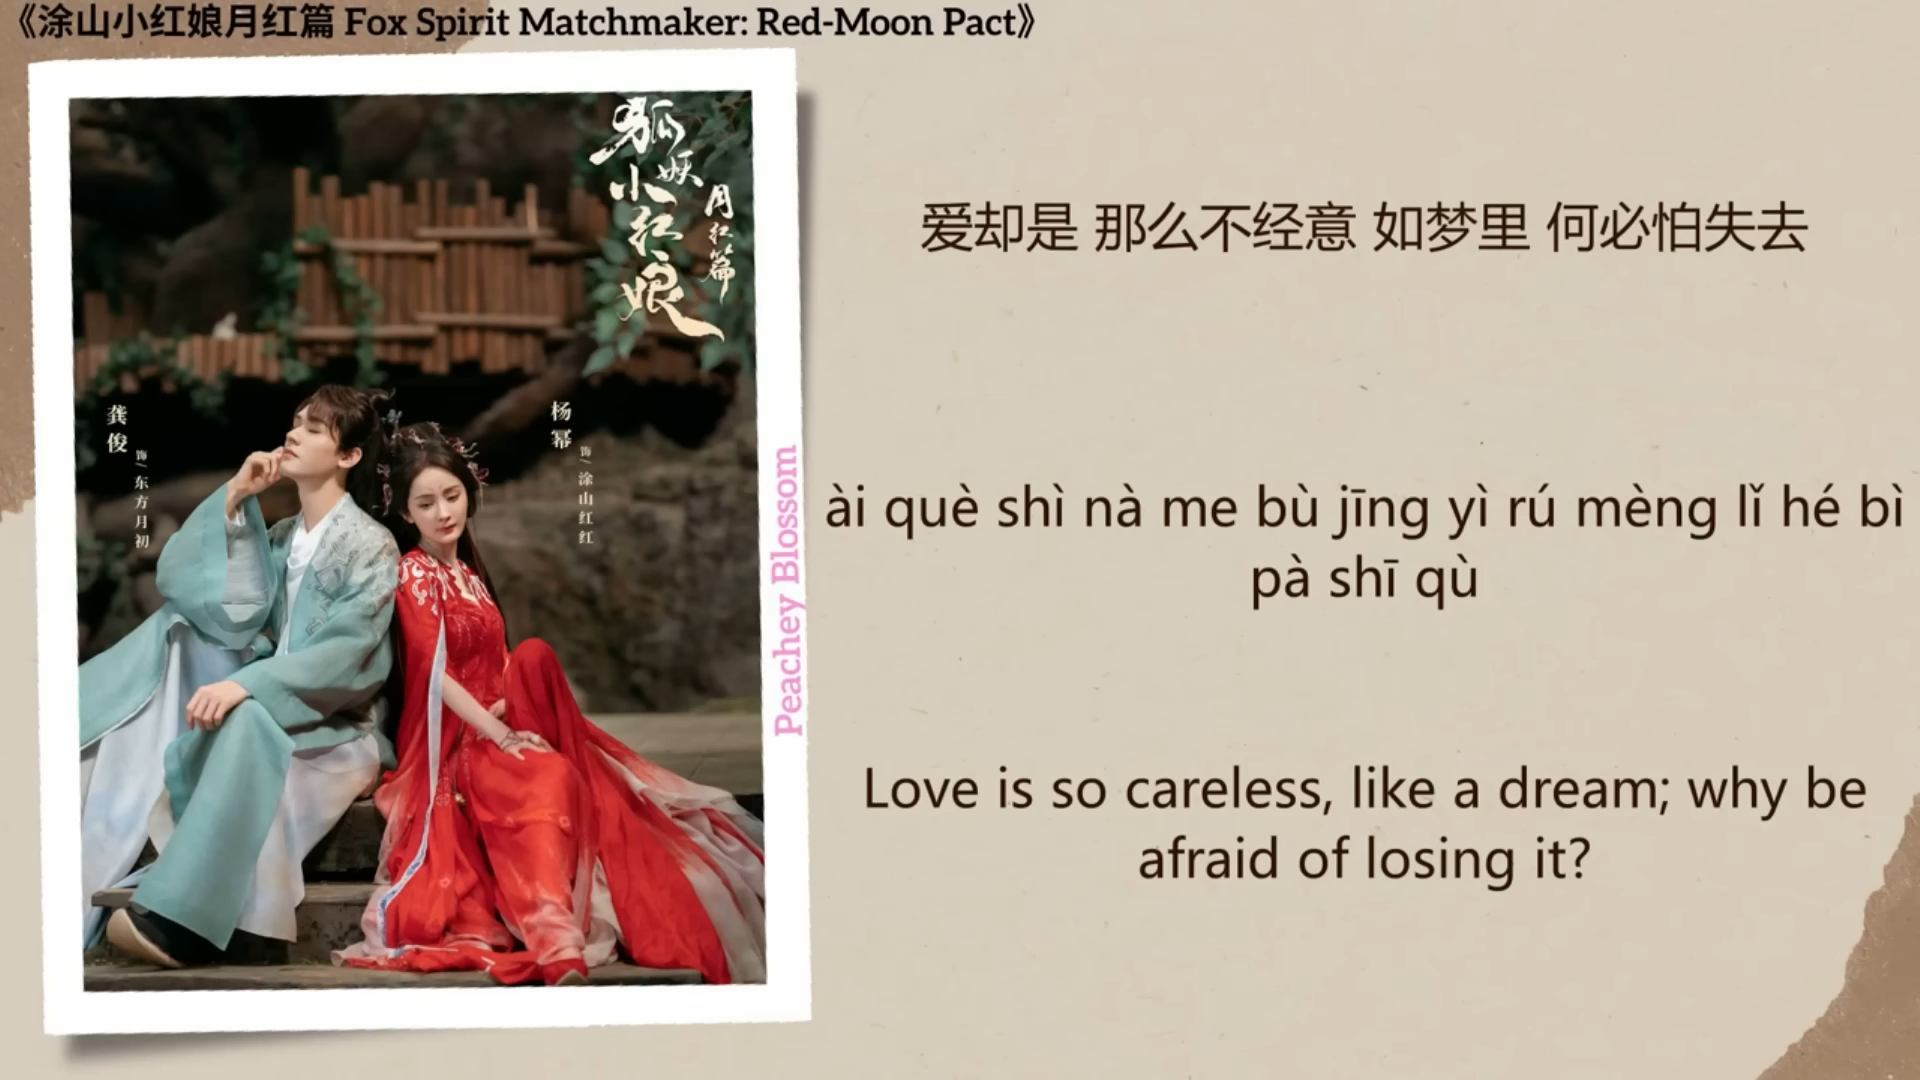 《涂山小红娘月红篇 Fox Spirit Matchmaker: Red-Moon Pact》
狐妖小红娘
月红篇
龚俊
饰/东方月初
杨幂
饰/涂山红红
Peachey Blossom
爱却是 那么不经意 如梦里 何必怕失去
ài què shì nà me bù jīng yì rú mèng lǐ hé bì
pà shī qù
Love is so careless, like a dream; why be
afraid of losing it?